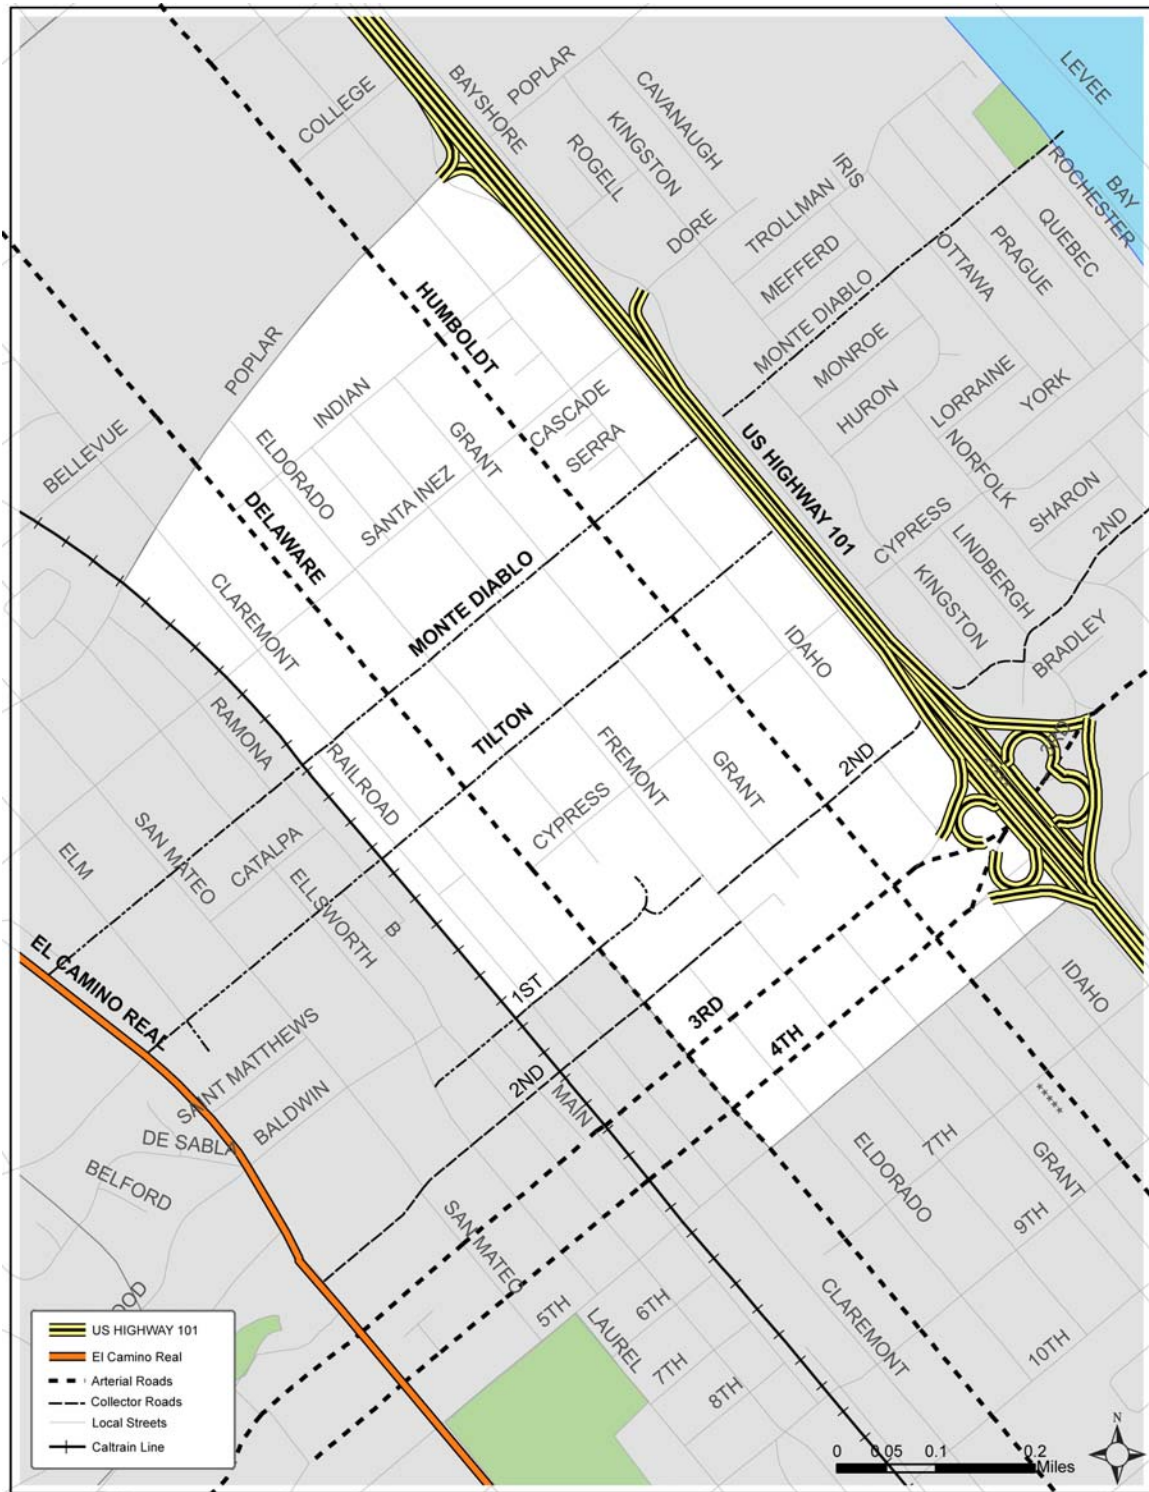 LEVEE
POPLAR
COLLEGE
BAYSHORE
CAVANAUGH
KINGSTON
ROGELL
IRIS
ROCHESTER
BAY
TROLLMAN
DORE
QUEBEC
PRAGUE
OTTAWA
MEFFERD
MONTE DIABLO
HUMBOLDT
POPLAR
MONROE
INDIAN
LORRAINE
YORK
HURON
CASCADE
ELDORADO
GRANT
SERRA
BELLEVUE
US HIGHWAY 101
NORFOLK
SANTA INEZ
SHARON
CYPRESS
2ND
DELAWARE
LINDBERGH
KINGSTON
CLAREMONT
MONTE DIABLO
IDAHO
BRADLEY
RAMONA
TILTON
3RD
RAILROAD
FREMONT
GRANT
2ND
CYPRESS
SAN MATEO
ELM
CATALPA
ELLSWORTH
B
EL CAMINO REAL
1ST
3RD
IDAHO
4TH
SAINT MATTHEWS
2ND
MAIN
*****
BALDWIN
DE SABLA
7TH
ELDORADO
GRANT
BELFORD
9TH
SAN MATEO
CLAREMONT
5TH
6TH
LAUREL
7TH
8TH
10TH
OOD
US HIGHWAY 101
El Camino Real
Arterial Roads
Collector Roads
Local Streets
Caltrain Line
N
0 0.05 0.1 0.2
Miles